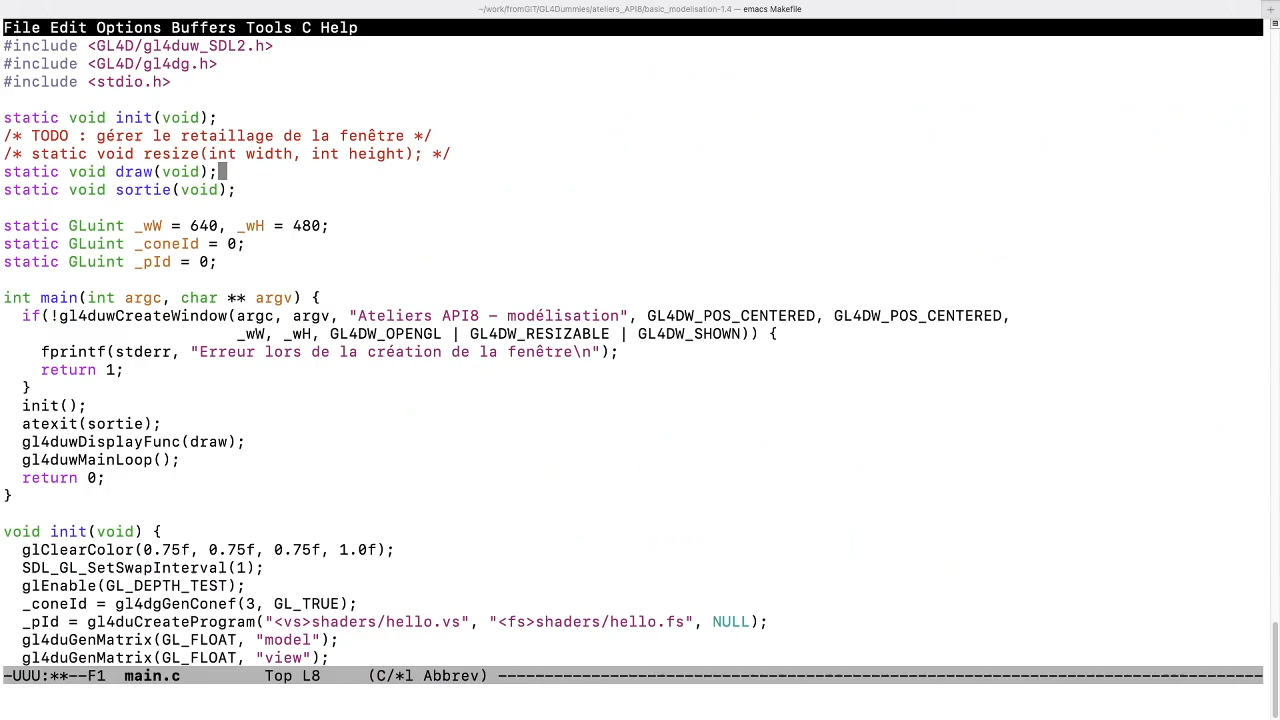 ~/work/fromGIT/GL4Dummies/ateliers_API8/basic_modelisation-1.4 — emacs Makefile
File Edit Options Buffers Tools C Help
#include <GL4D/gl4duw_SDL2.h>
#include <GL4D/gl4dg.h>
#include <stdio.h>
static void init(void);
/* TODO : gérer le retaillage de la fenêtre */
/* static void resize(int width, int height); */
static void draw(void);
static void sortie(void);
static GLuint _wW = 640, _wH = 480;
static GLuint _coneId = 0;
static GLuint _pId = 0;
int main(int argc, char ** argv) {
  if(!gl4duwCreateWindow(argc, argv, "Ateliers API8 - modélisation", GL4DW_POS_CENTERED, GL4DW_POS_CENTERED,
                         _wW, _wH, GL4DW_OPENGL | GL4DW_RESIZABLE | GL4DW_SHOWN)) {
    fprintf(stderr, "Erreur lors de la création de la fenêtre\n");
    return 1;
  }
  init();
  atexit(sortie);
  gl4duwDisplayFunc(draw);
  gl4duwMainLoop();
  return 0;
}
void init(void) {
  glClearColor(0.75f, 0.75f, 0.75f, 1.0f);
  SDL_GL_SetSwapInterval(1);
  glEnable(GL_DEPTH_TEST);
  _coneId = gl4dgGenConef(3, GL_TRUE);
  _pId = gl4duCreateProgram("<vs>shaders/hello.vs", "<fs>shaders/hello.fs", NULL);
  gl4duGenMatrix(GL_FLOAT, "model");
  gl4duGenMatrix(GL_FLOAT, "view");
-UUU:**--F1  main.c         Top L8     (C/*l Abbrev) ----------------------------------------------------------------------------------